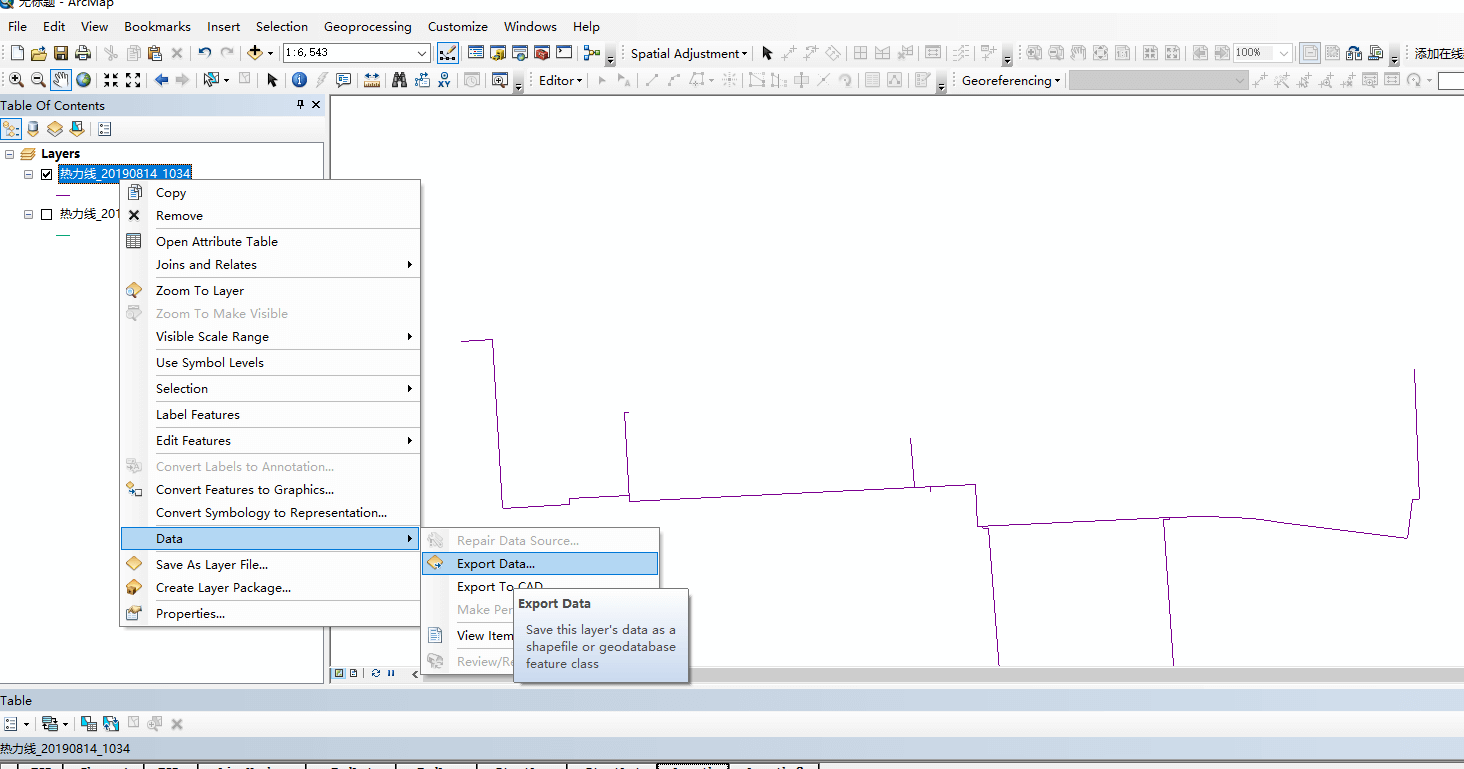 无标题 - ArcMap
File Edit View Bookmarks Insert Selection Geoprocessing Customize Windows Help
1:6,543 Spatial Adjustment 100% 添加在线
Editor Georeferencing
Table Of Contents
Layers
热力线_20190814_1034
热力线_201
Copy
Remove
Open Attribute Table
Joins and Relates
Zoom To Layer
Zoom To Make Visible
Visible Scale Range
Use Symbol Levels
Selection
Label Features
Edit Features
Convert Labels to Annotation...
Convert Features to Graphics...
Convert Symbology to Representation...
Data
Save As Layer File...
Create Layer Package...
Properties...
Repair Data Source...
Export Data...
Export To CAD
Make Per
View Item
Review/Re
Export Data
Save this layer's data as a
shapefile or geodatabase
feature class
Table
热力线_20190814_1034